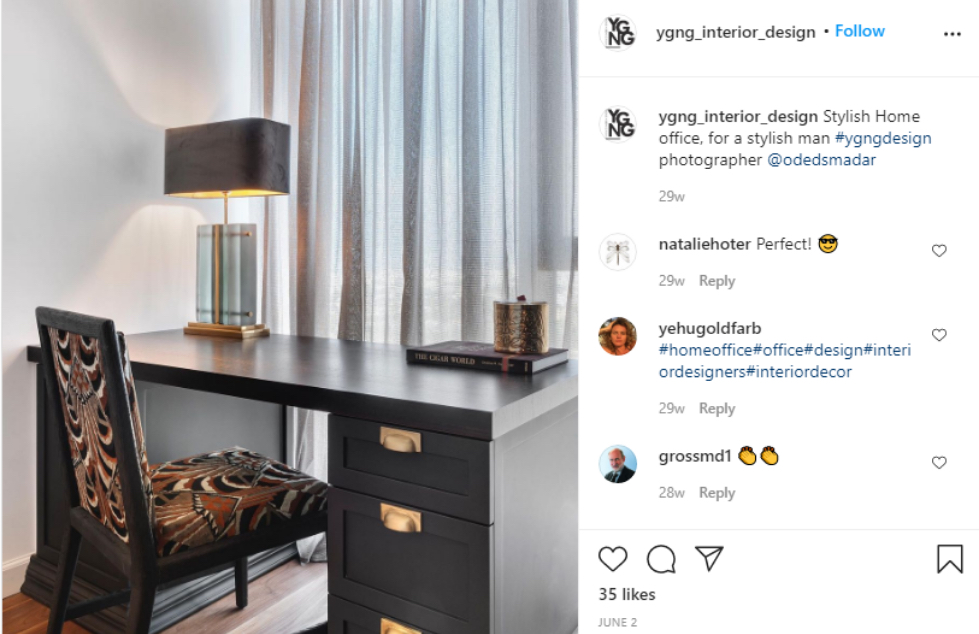 YG
NG
ygng_interior_design • Follow
YG
NG
ygng_interior_design Stylish Home
office, for a stylish man #ygngdesign
photographer @odedsmadar
29w
nataliehoter Perfect! 😎
29w Reply
yehugoldfarb
#homeoffice#office#design#interi
ordesigners#interiordecor
29w Reply
grossmd1 👏👏
28w Reply
35 likes
JUNE 2
THE CIGAR WORLD